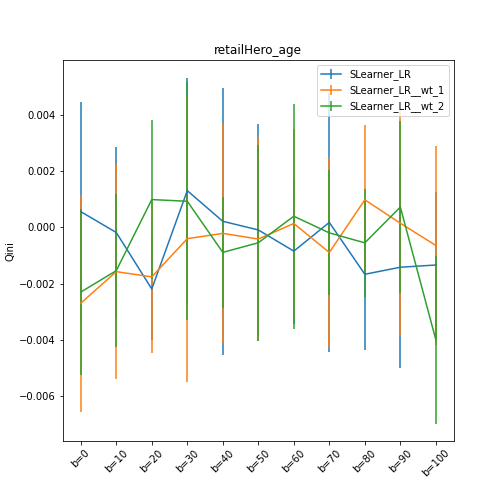 retailHero_age
SLearner_LR
SLearner_LR__wt_1
SLearner_LR__wt_2
Qini
0.004
0.002
0.000
−0.002
−0.004
−0.006
b=0
b=10
b=20
b=30
b=40
b=50
b=60
b=70
b=80
b=90
b=100